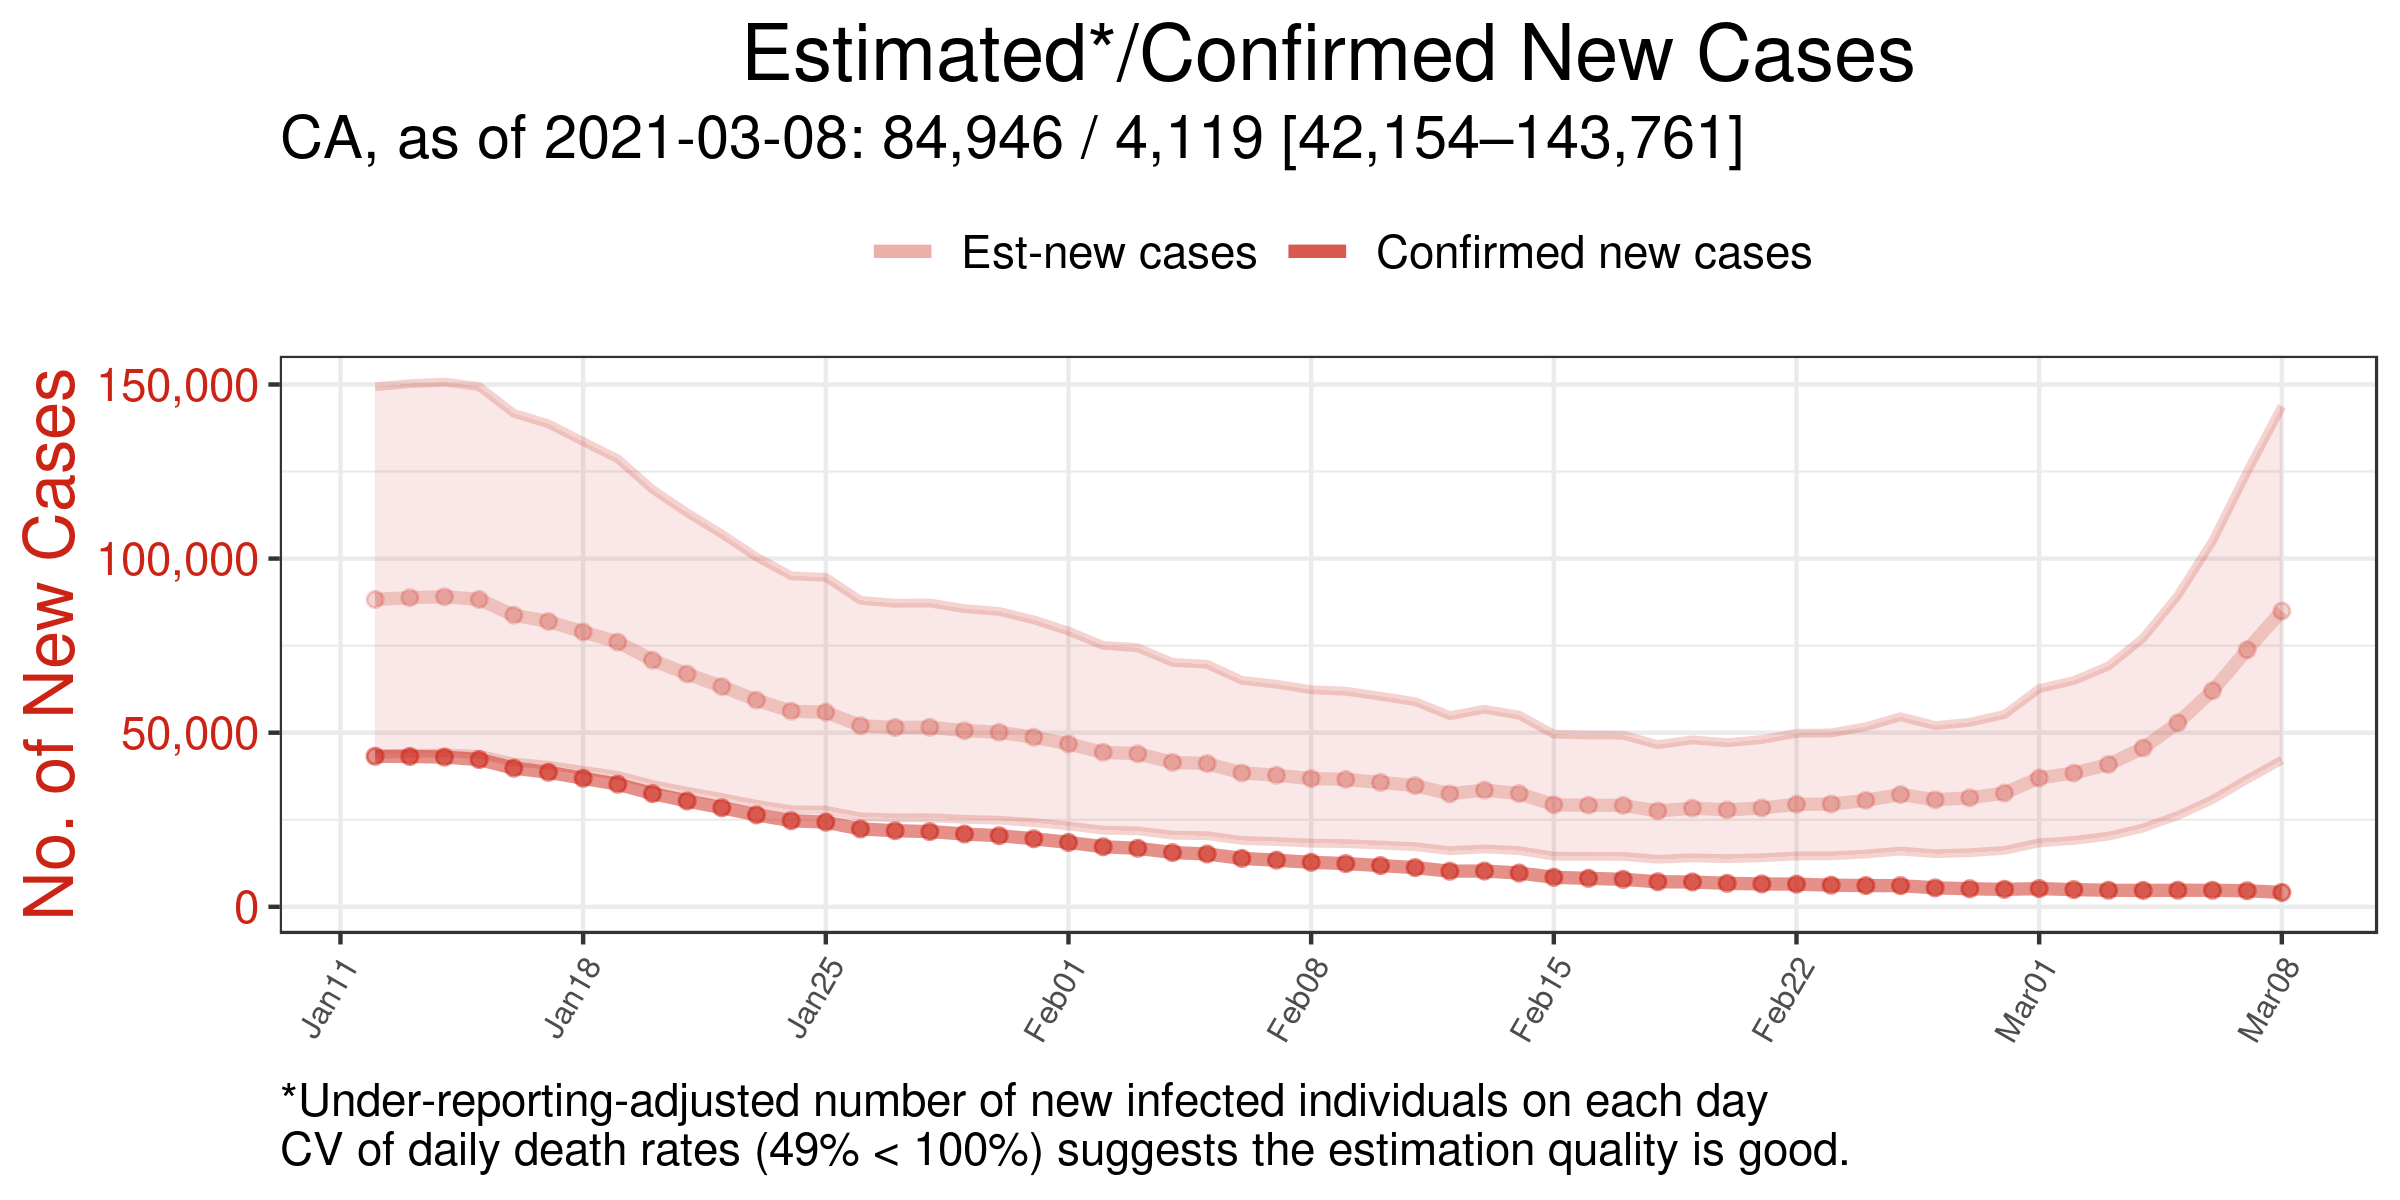 Estimated*/Confirmed New Cases
CA, as of 2021-03-08: 84,946 / 4,119 [42,154–143,761]
Est-new cases
Confirmed new cases
No. of New Cases
150,000
100,000
50,000
0
Jan11
Jan18
Jan25
Feb01
Feb08
Feb15
Feb22
Mar01
Mar08
*Under-reporting-adjusted number of new infected individuals on each day
CV of daily death rates (49% < 100%) suggests the estimation quality is good.